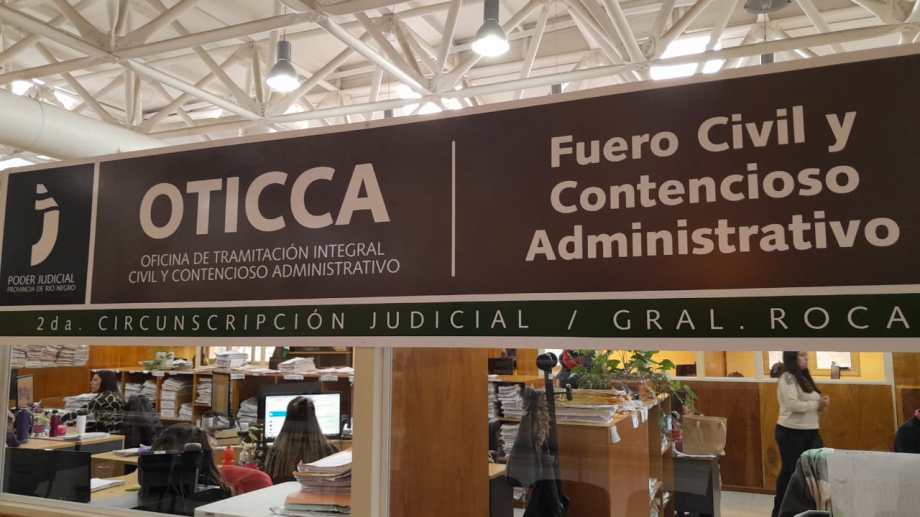 PODER JUDICIAL
PROVINCIA DE RIO NEGRO
OTICCA
OFICINA DE TRAMITACIÓN INTEGRAL
CIVIL Y CONTENCIOSO ADMINISTRATIVO
Fuero Civil y
Contencioso
Administrativo
2da. CIRCUNSCRIPCIÓN JUDICIAL / GRAL. ROCA